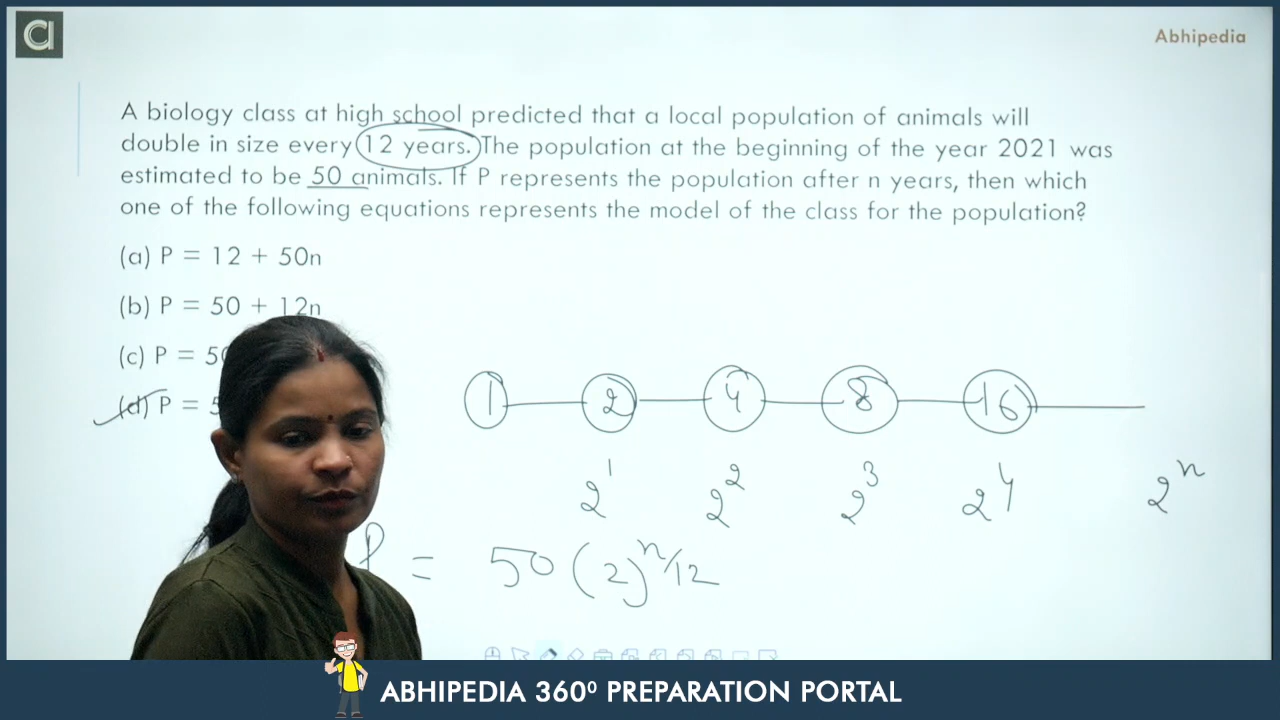 Abhipedia
A biology class at high school predicted that a local population of animals will
double in size every 12 years. The population at the beginning of the year 2021 was
estimated to be 50 animals. If P represents the population after n years, then which
one of the following equations represents the model of the class for the population?
(a) P = 12 + 50n
(b) P = 50 + 12n
(c) P = 50
(d) P = 5
1 2 4 8 16
2^1 2^2 2^3 2^4 2^n
P = 50 (2)^n/12
ABHIPEDIA 360⁰ PREPARATION PORTAL